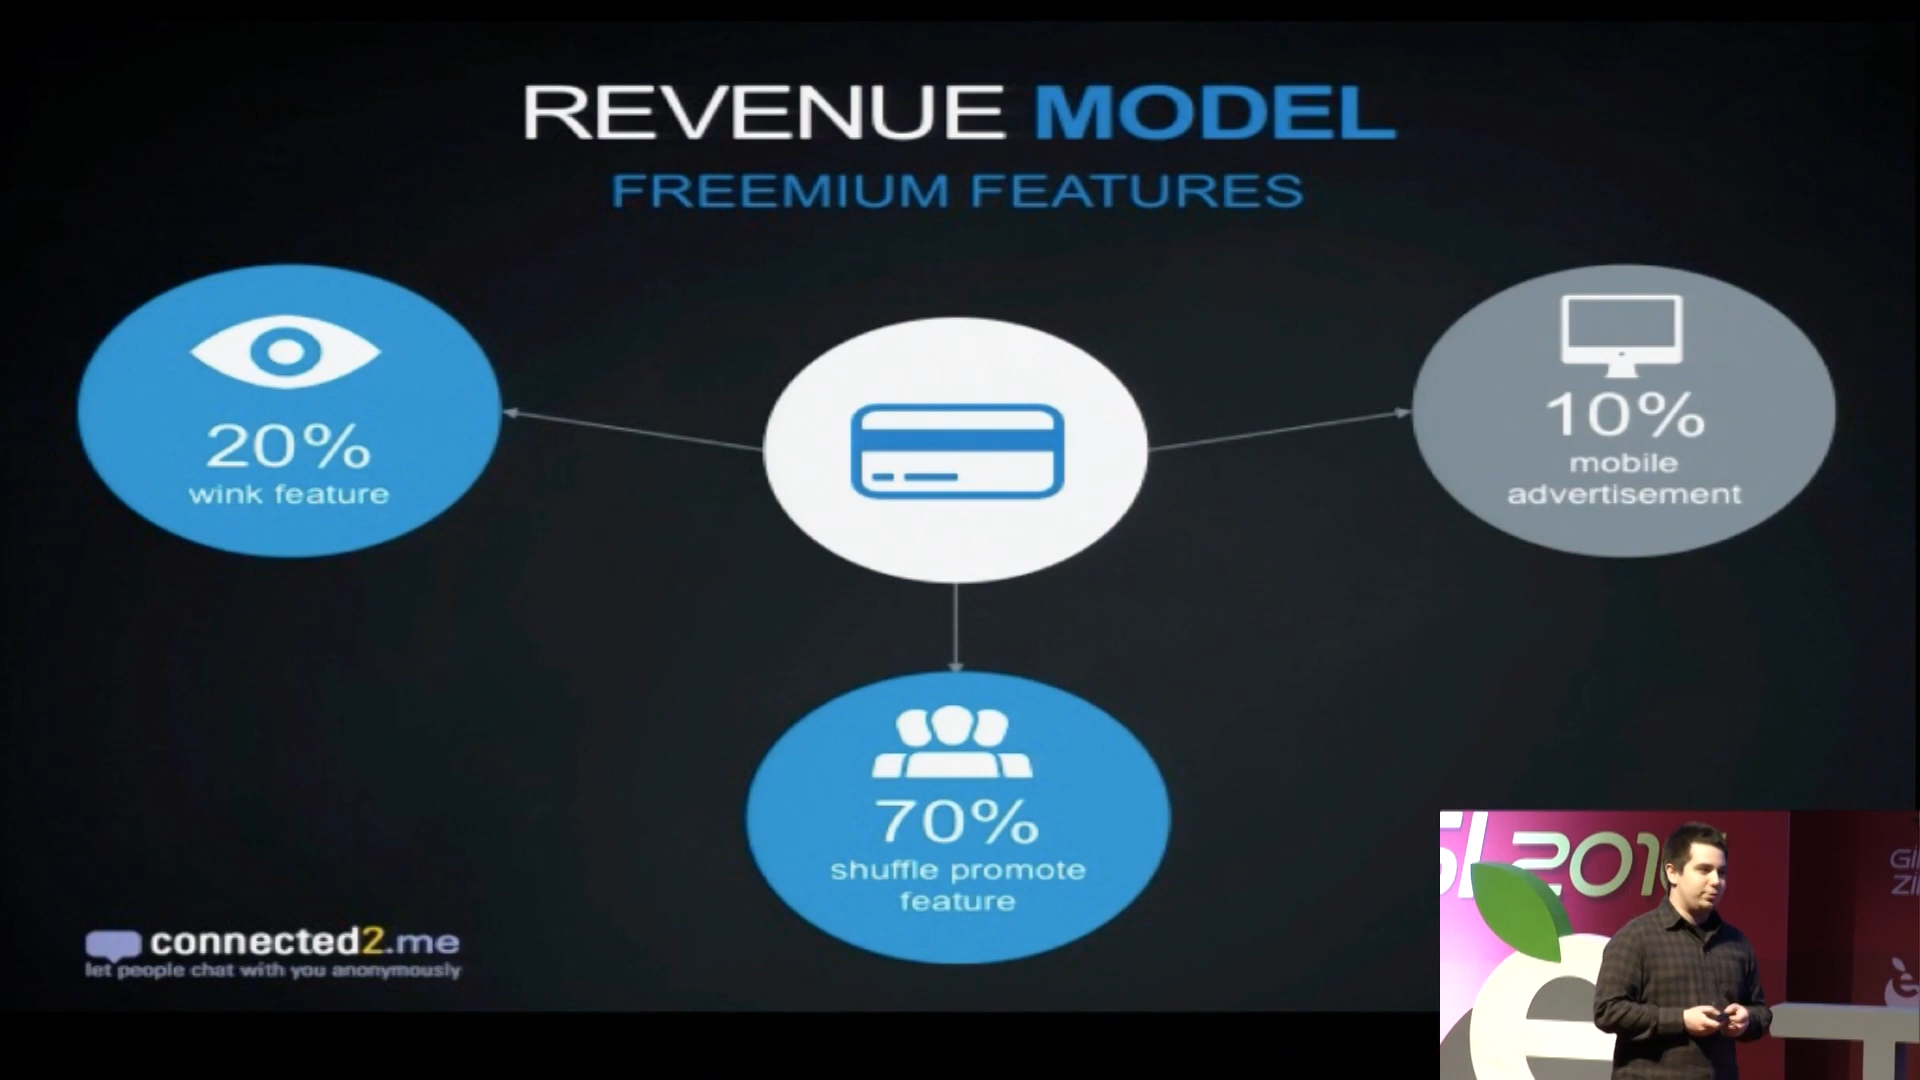 REVENUE MODEL
FREEMIUM FEATURES
20%
wink feature
10%
mobile
advertisement
70%
shuffle promote
feature
connected2.me
let people chat with you anonymously